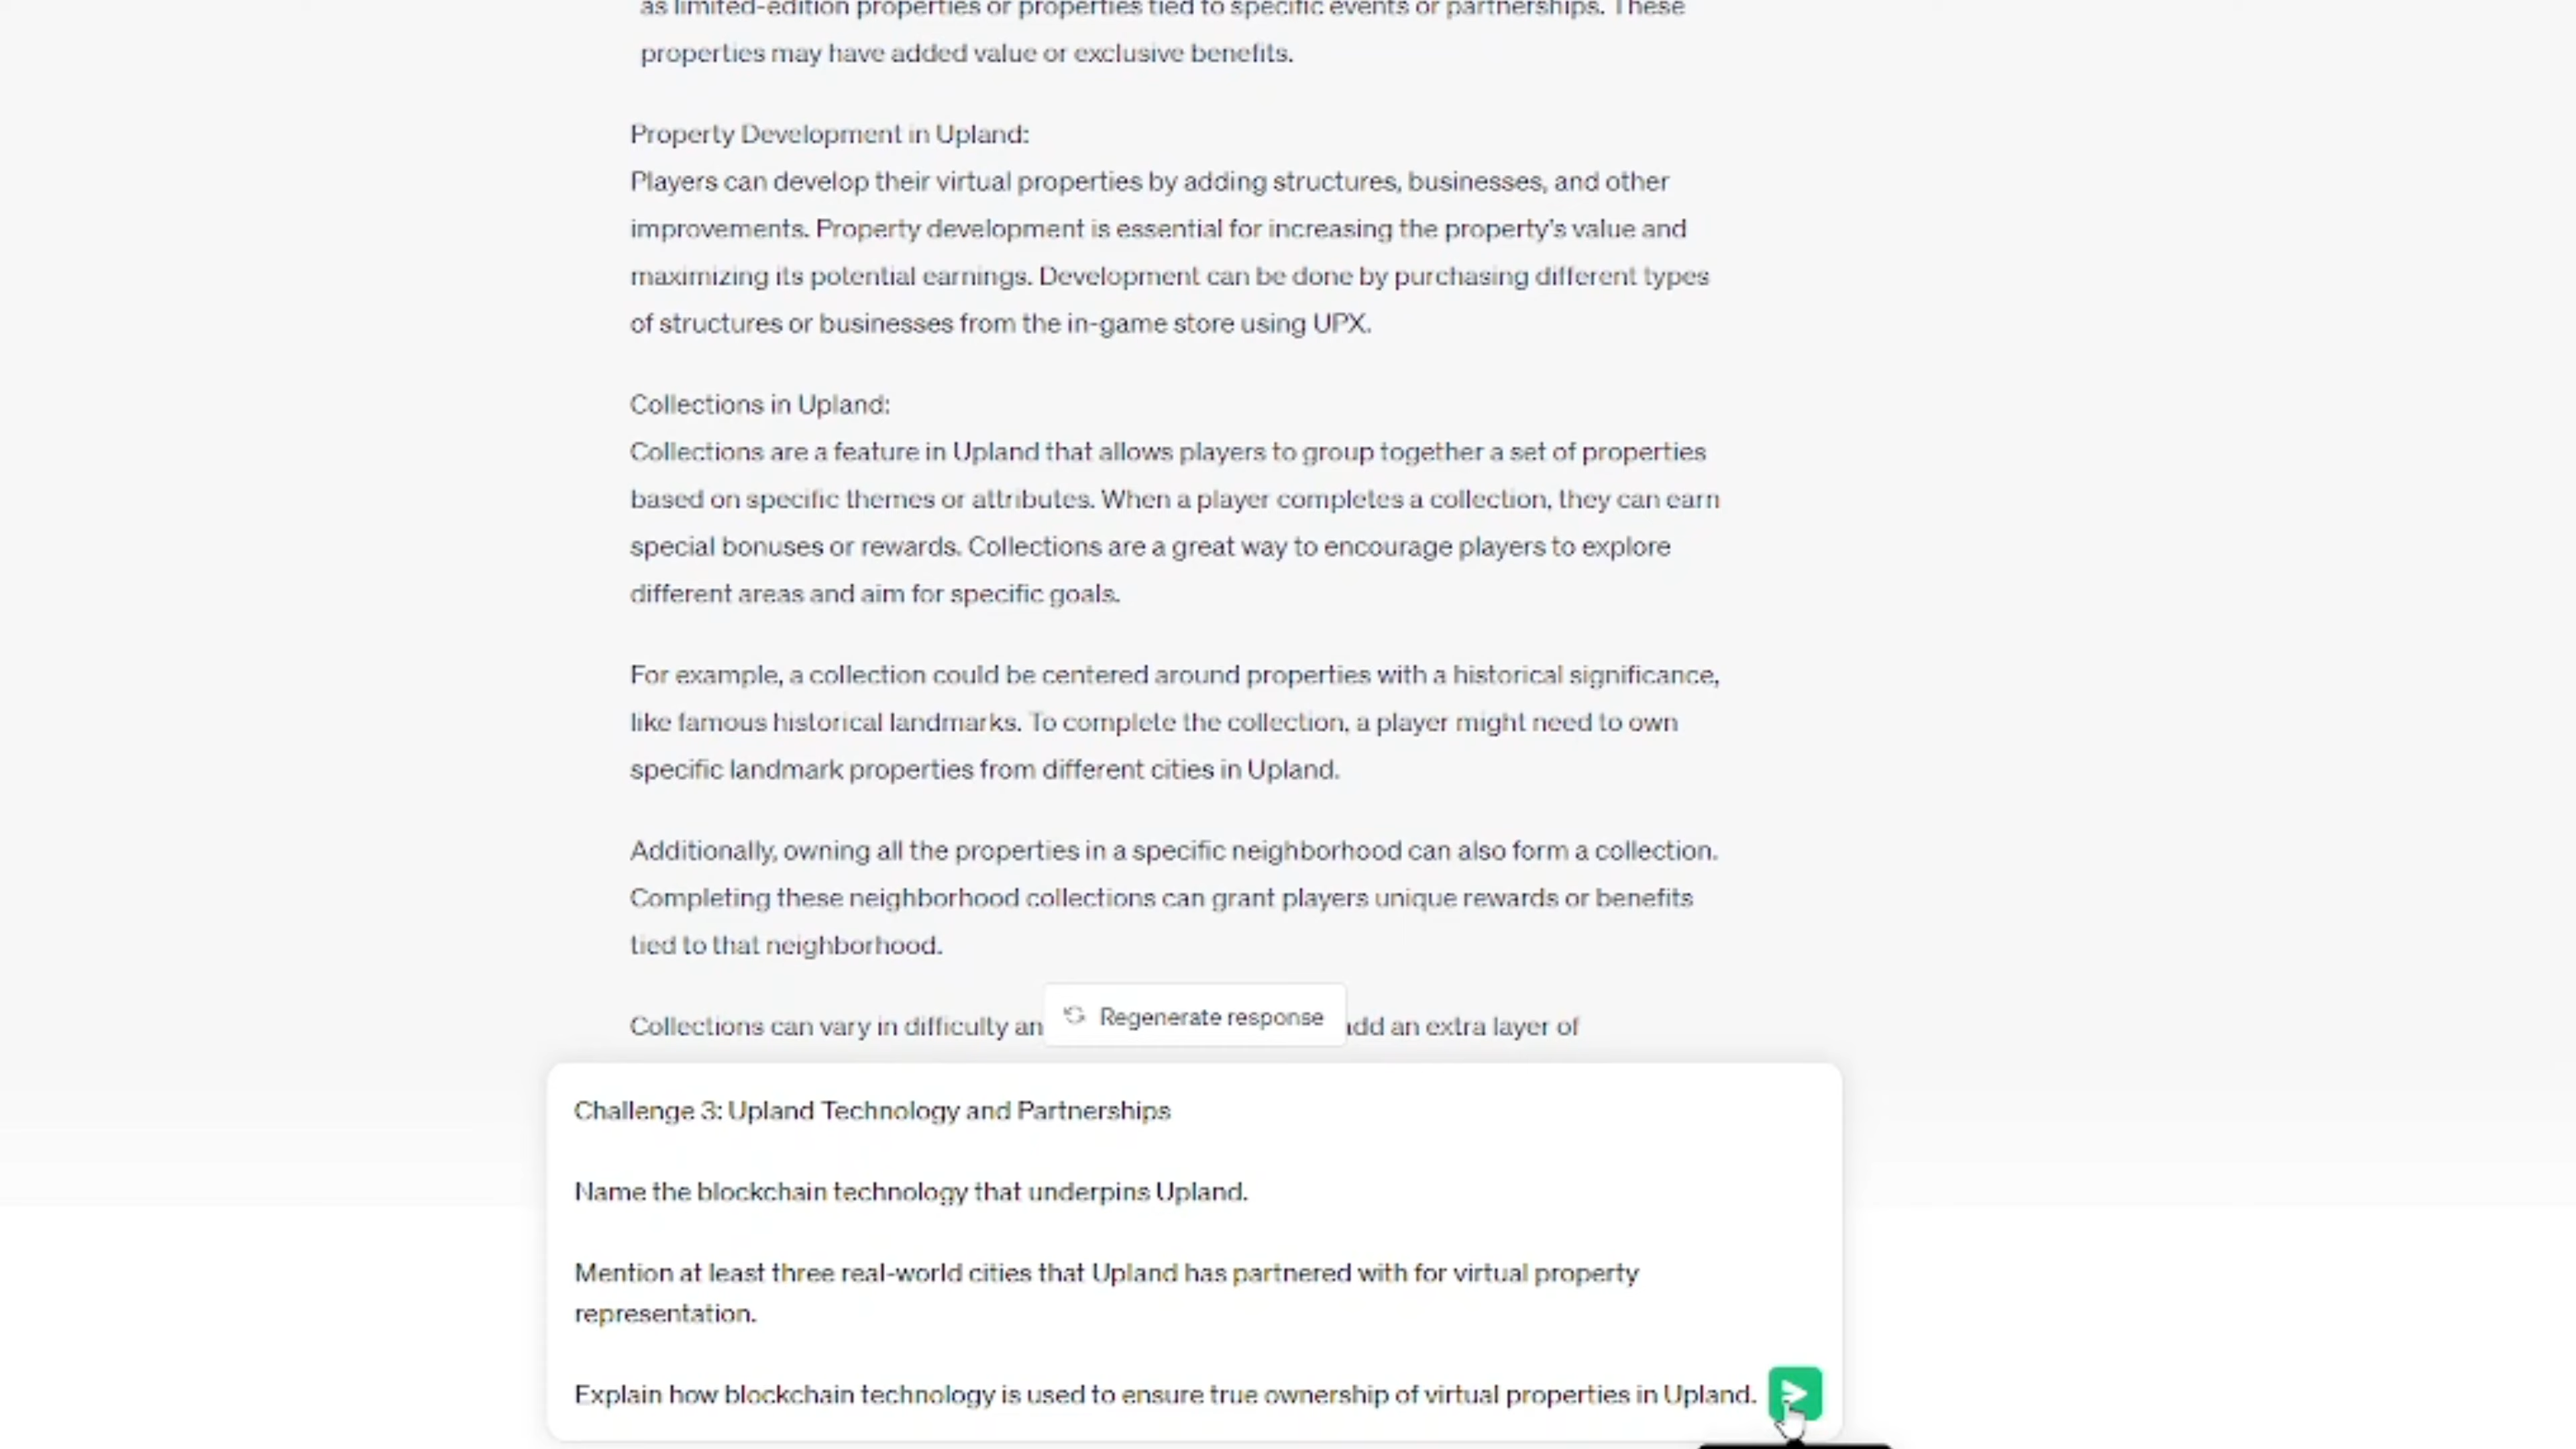 as limited-edition properties or properties tied to specific events or partnerships. These
properties may have added value or exclusive benefits.
Property Development in Upland:
Players can develop their virtual properties by adding structures, businesses, and other
improvements. Property development is essential for increasing the property's value and
maximizing its potential earnings. Development can be done by purchasing different types
of structures or businesses from the in-game store using UPX.
Collections in Upland:
Collections are a feature in Upland that allows players to group together a set of properties
based on specific themes or attributes. When a player completes a collection, they can earn
special bonuses or rewards. Collections are a great way to encourage players to explore
different areas and aim for specific goals.
For example, a collection could be centered around properties with a historical significance,
like famous historical landmarks. To complete the collection, a player might need to own
specific landmark properties from different cities in Upland.
Additionally, owning all the properties in a specific neighborhood can also form a collection.
Completing these neighborhood collections can grant players unique rewards or benefits
tied to that neighborhood.
Collections can vary in difficulty an add an extra layer of
Regenerate response
Challenge 3: Upland Technology and Partnerships
Name the blockchain technology that underpins Upland.
Mention at least three real-world cities that Upland has partnered with for virtual property
representation.
Explain how blockchain technology is used to ensure true ownership of virtual properties in Upland.